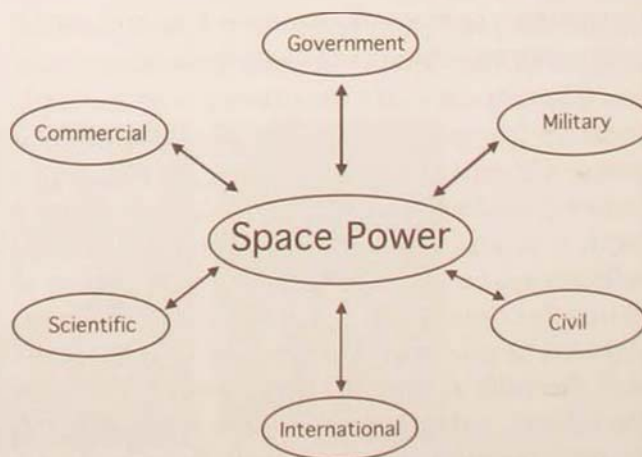 Government
Commercial
Military
Space Power
Scientific
Civil
International